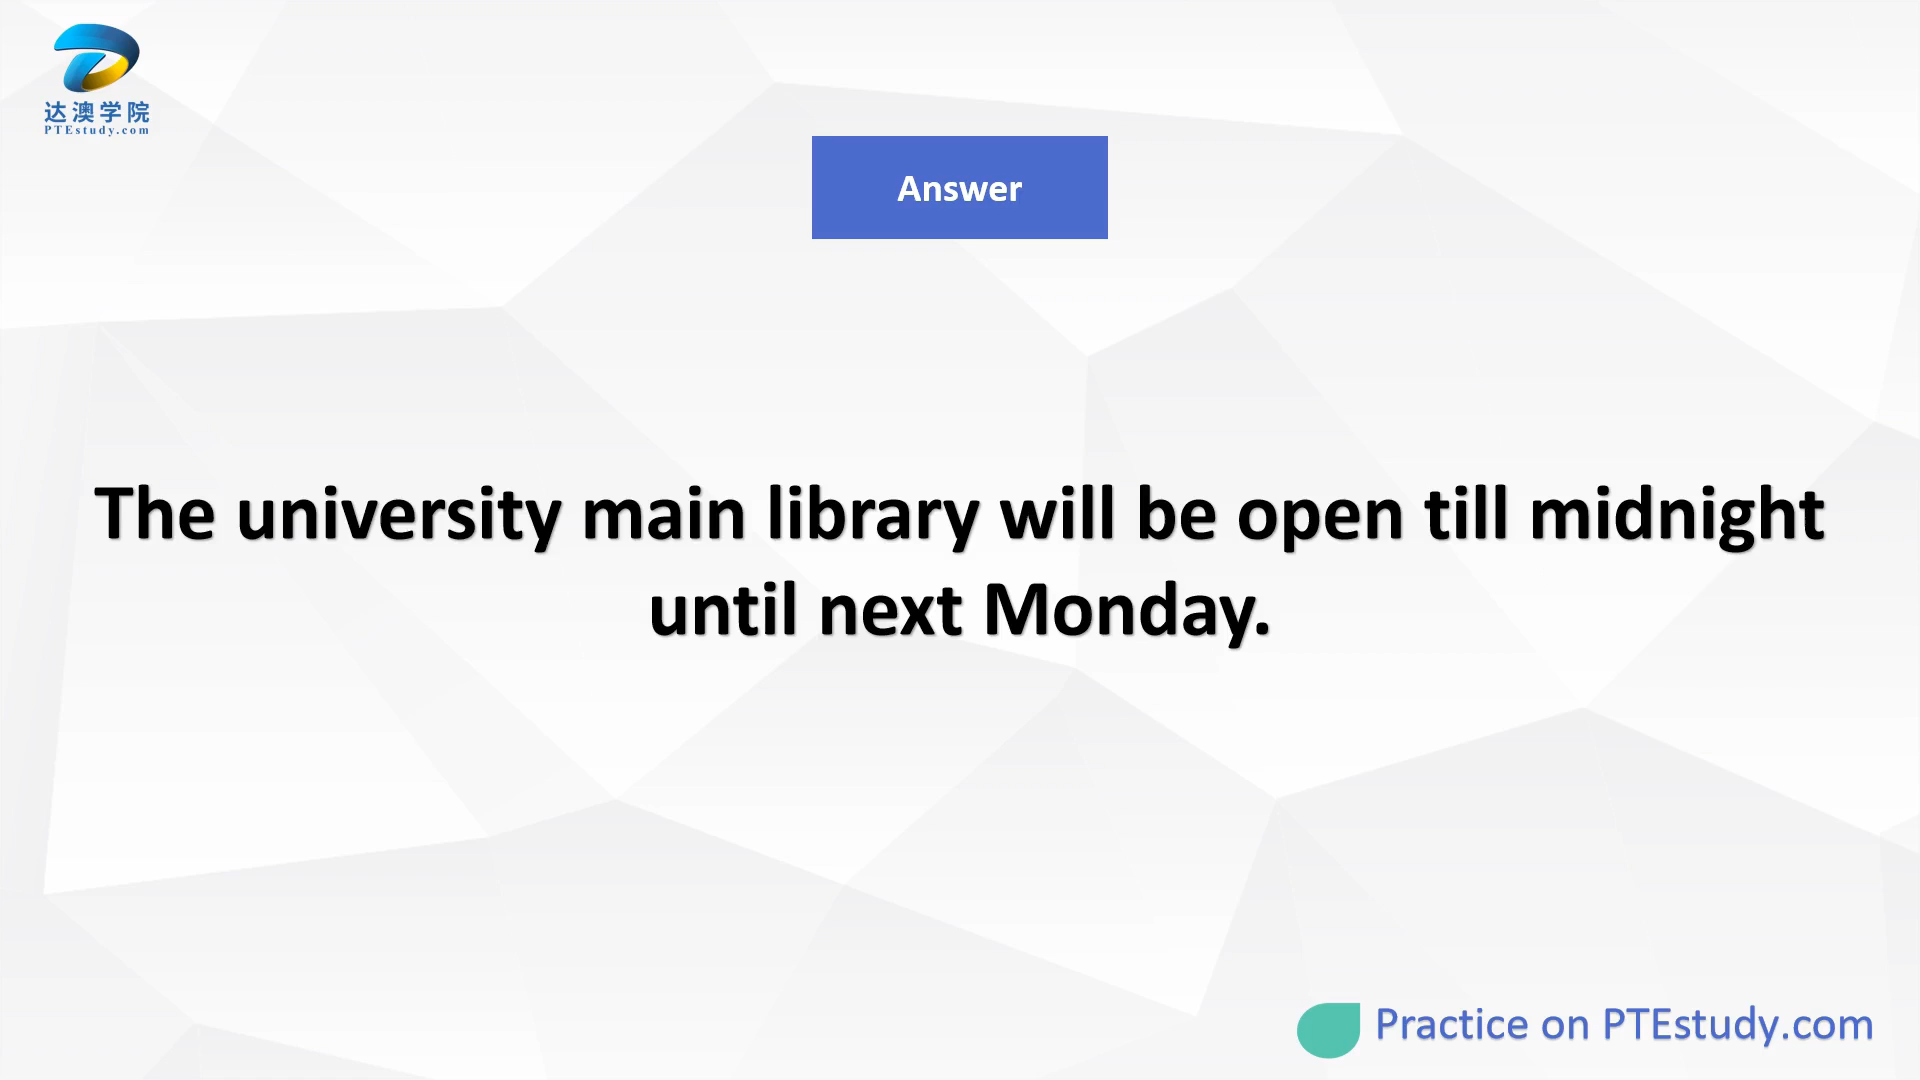 达澳学院
PTEstudy.com
Answer
The university main library will be open till midnight
until next Monday.
Practice on PTEstudy.com